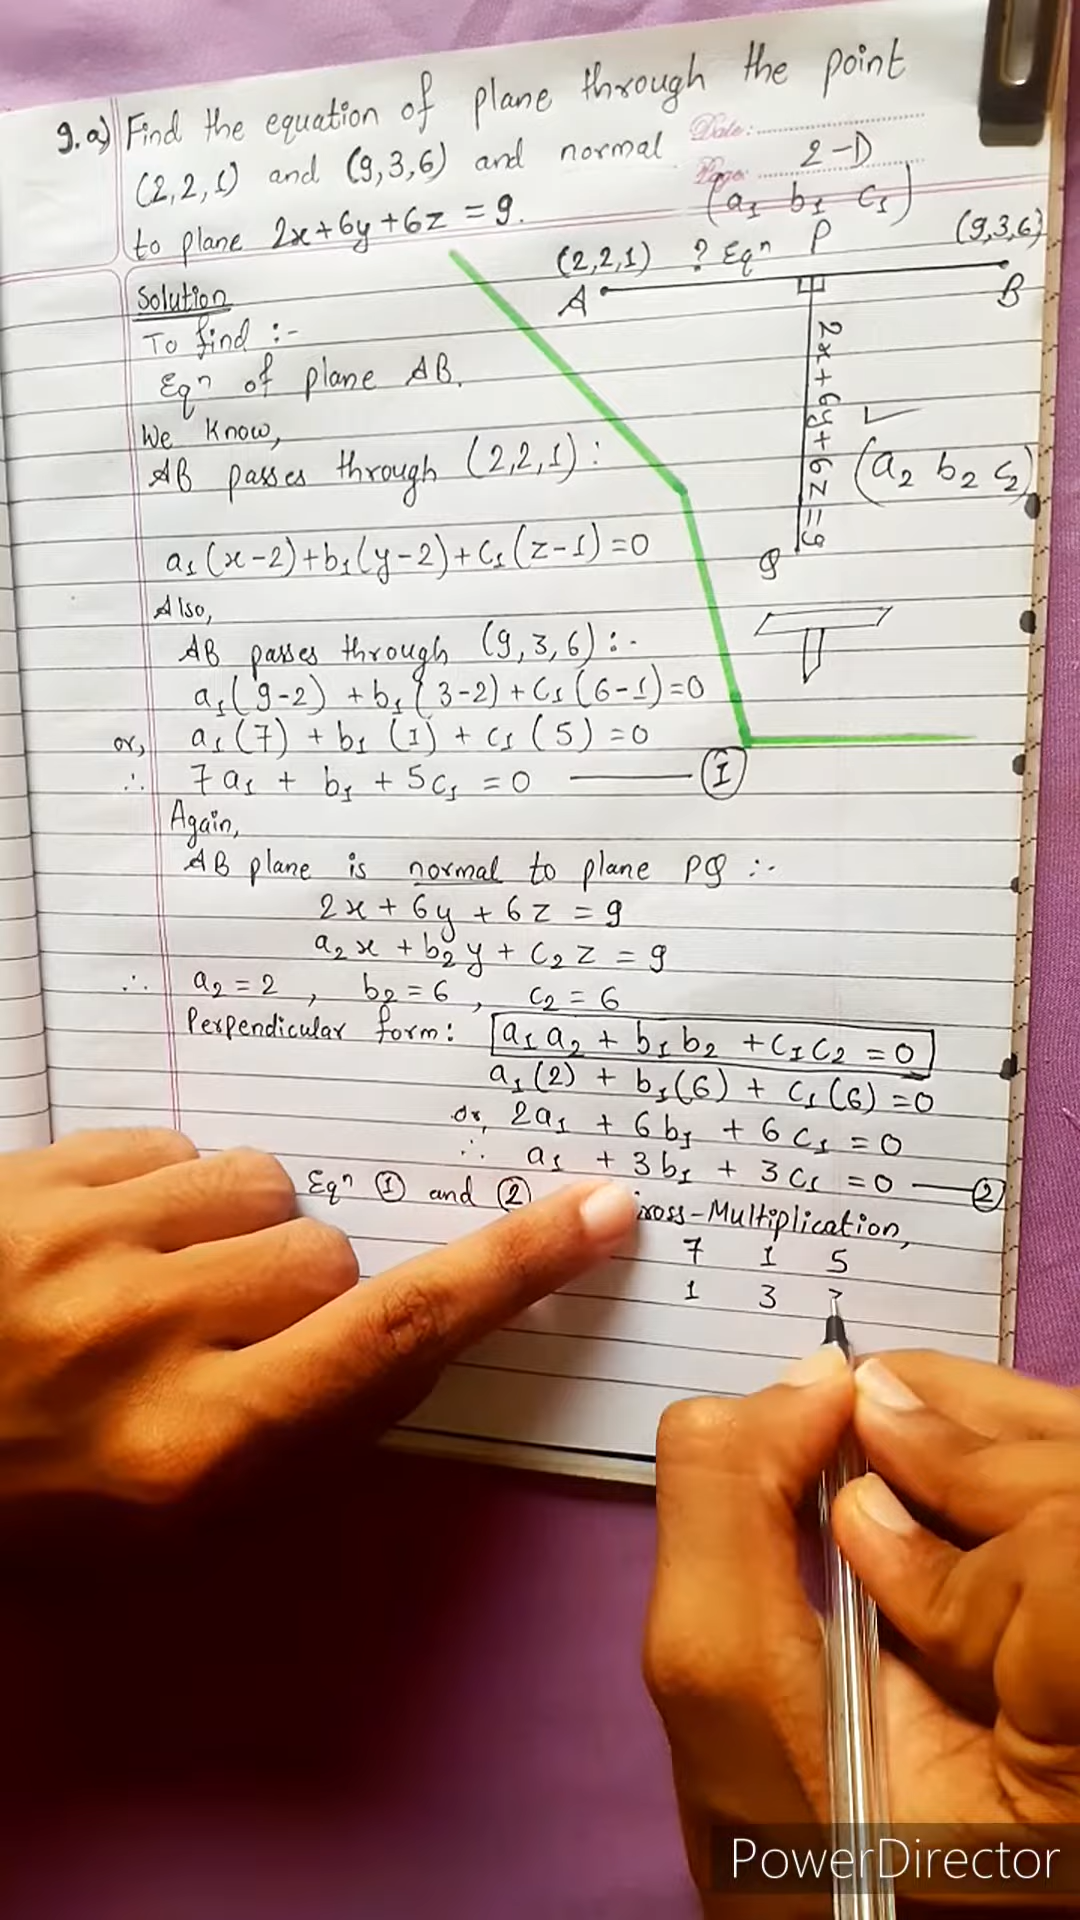 9.a) Find the equation of plane through the point
(2,2,1) and (9,3,6) and normal
to plane 2x+6y+6z = 9.
Date:
Page:
2-D
(a₁ b₁ c₁)
(2,2,1) ? Eqⁿ P (9,3,6)
A B
2x+6y+6z=9
(a₂ b₂ c₂)
Q
Solution
To find :-
Eqⁿ of plane AB.
We Know,
AB passes through (2,2,1) :
a₁(x-2)+b₁(y-2)+c₁(z-1)=0
Also,
AB passes through (9,3,6) :-
a₁(9-2) + b₁(3-2) + c₁(6-1)=0
or, a₁(7) + b₁(1) + c₁(5) = 0
∴ 7a₁ + b₁ + 5c₁ = 0 —— I
Again,
AB plane is normal to plane PQ :-
2x + 6y + 6z = 9
a₂x + b₂y + c₂z = 9
∴ a₂ = 2 , b₂ = 6 , c₂ = 6
Perpendicular form: a₁a₂ + b₁b₂ + c₁c₂ = 0
a₁(2) + b₁(6) + c₁(6) = 0
or, 2a₁ + 6b₁ + 6c₁ = 0
∴ a₁ + 3b₁ + 3c₁ = 0 —— ②
Eqⁿ ① and ② ross-Multiplication,
7 1 5
1 3
PowerDirector